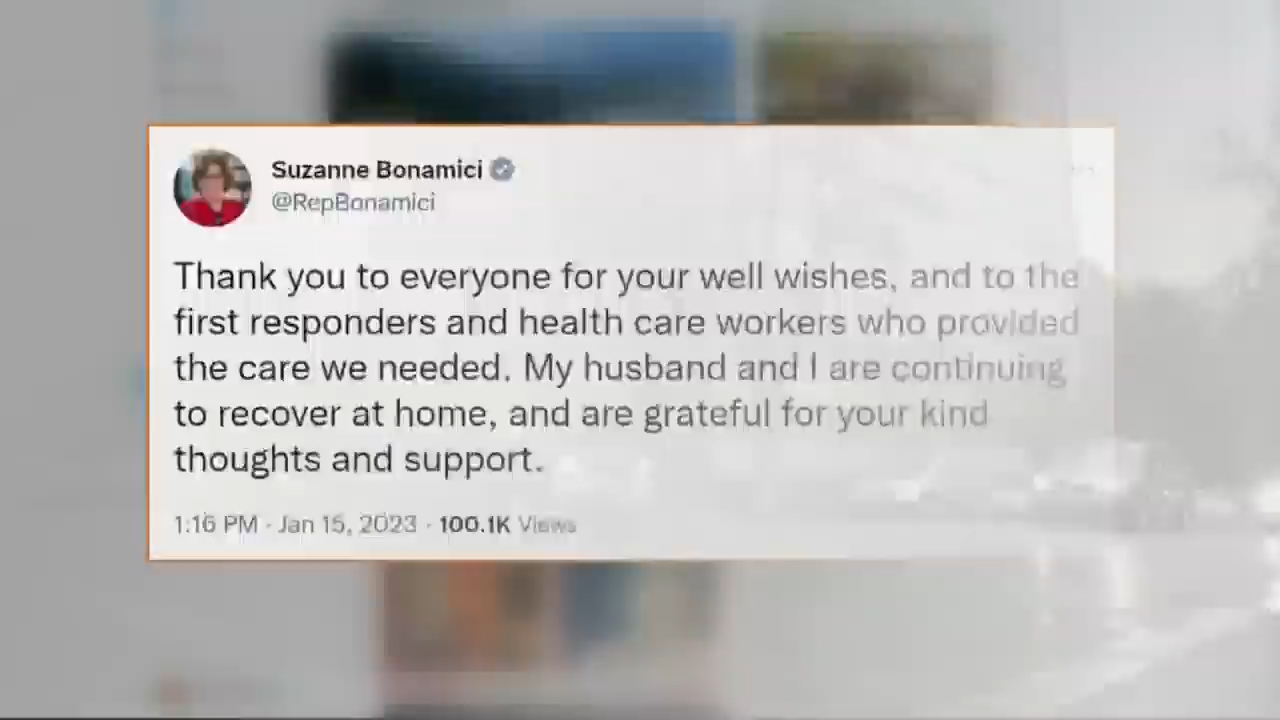 Suzanne Bonamici
@RepBonamici
Thank you to everyone for your well wishes, and to the
first responders and health care workers who provided
the care we needed. My husband and I are continuing
to recover at home, and are grateful for your kind
thoughts and support.
1:16 PM · Jan 15, 2023 · 100.1K Views